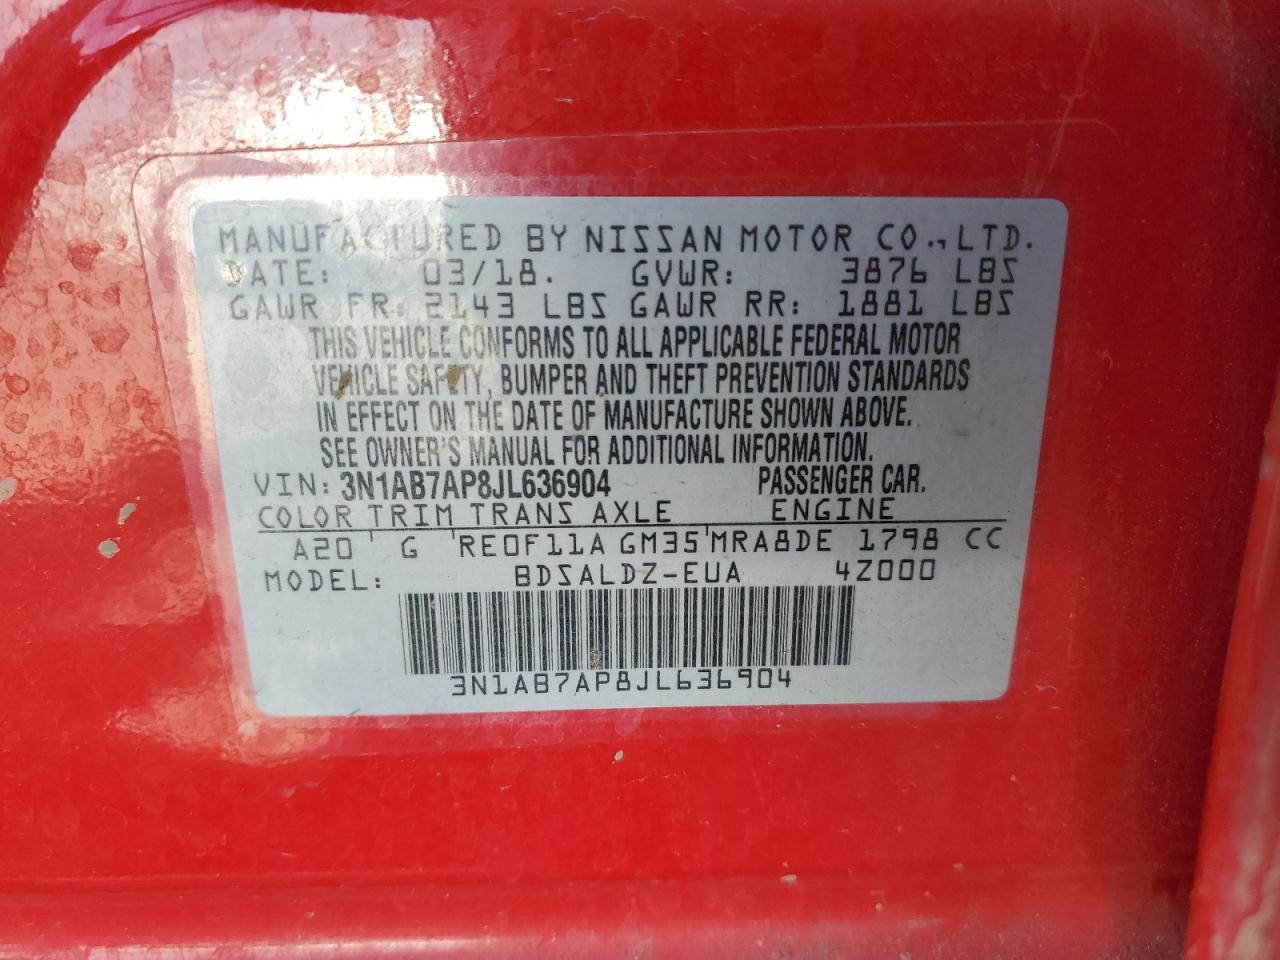 MANUFACTURED BY NISSAN MOTOR CO., LTD.
DATE: 03/18. GVWR: 3876 LBS
GAWR FR: 2143 LBS GAWR RR: 1881 LBS
THIS VEHICLE CONFORMS TO ALL APPLICABLE FEDERAL MOTOR
VEHICLE SAFETY, BUMPER AND THEFT PREVENTION STANDARDS
IN EFFECT ON THE DATE OF MANUFACTURE SHOWN ABOVE.
SEE OWNER'S MANUAL FOR ADDITIONAL INFORMATION.
VIN: 3N1AB7AP8JL636904 PASSENGER CAR.
COLOR TRIM TRANS AXLE ENGINE
A20 ' G ' RE0F11A GM35 ' MRA8DE 1798 CC
MODEL: BDSALDZ-EUA 4Z000
3N1AB7AP8JL636904